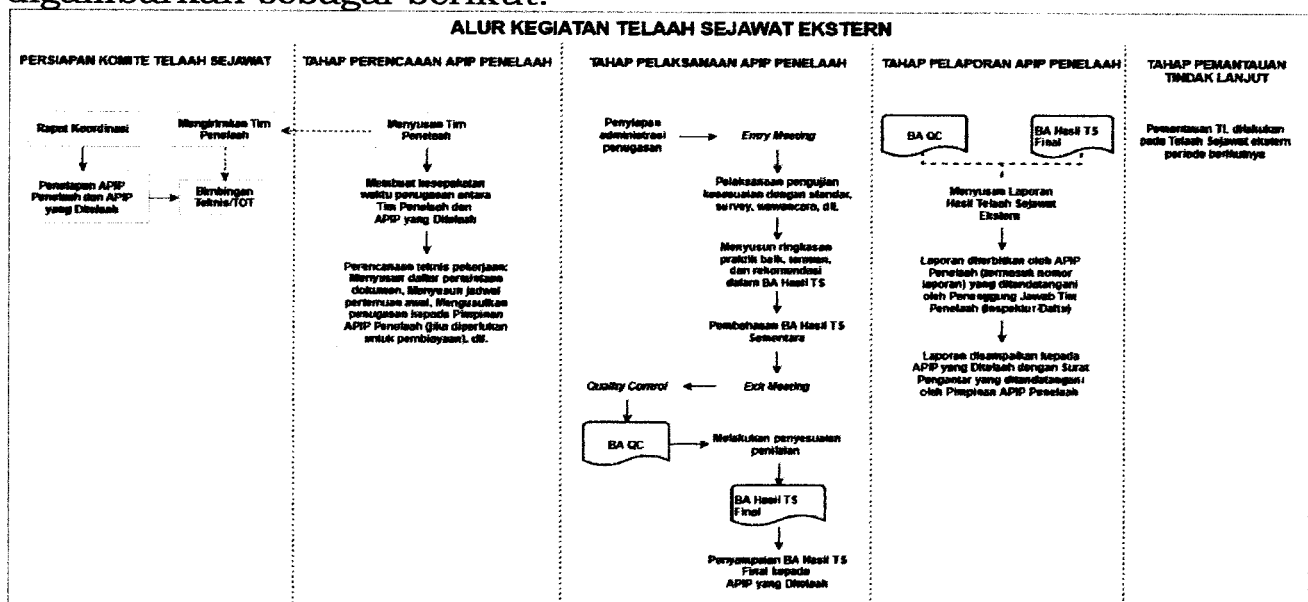 digambarkan sebagai berikut:
ALUR KEGIATAN TELAAH SEJAWAT EKSTERN
PERSIAPAN KOMITE TELAAH SEJAWAT
Rapat Koordinasi
Mengirimkan Tim
Penelaah
Penetapan APIP
Penelaah dan APIP
yang Ditelaah
Bimbingan
Teknis/TOT
TAHAP PERENCAAAN APIP PENELAAH
Menyusun Tim
Penelaah
Membuat kesepakatan
waktu penugasan antara
Tim Penelaah dan
APIP yang Ditelaah
Perencanaan teknis pekerjaan:
Menyusun daftar permintaan
dokumen, Menyusun jadwal
pertemuan awal, Mengusulkan
penugasan kepada Pimpinan
APIP Penelaah (jika diperlukan
untuk pembiayaan), dll.
TAHAP PELAKSANAAN APIP PENELAAH
Penyiapan
administrasi
penugasan
Entry Meeting
Pelaksanaan pengujian
kesesuaian dengan standar,
survey, wawancara, dll.
Menyusun ringkasan
praktik baik, temuan,
dan rekomendasi
dalam BA Hasil TS
Pembahasan BA Hasil TS
Sementara
Quality Control
Exit Meeting
BA QC
Melakukan penyesuaian
penilaian
BA Hasil TS
Final
Penyampaian BA Hasil TS
Final kepada
APIP yang Ditelaah
TAHAP PELAPORAN APIP PENELAAH
BA QC
BA Hasil TS
Final
Menyusun Laporan
Hasil Telaah Sejawat
Ekstern
Laporan diterbitkan oleh APIP
Penelaah (termasuk nomor
laporan) yang ditandatangani
oleh Penanggung Jawab Tim
Penelaah (Inspektur/Dalts)
Laporan disampaikan kepada
APIP yang Ditelaah dengan Surat
Pengantar yang ditandatangani
oleh Pimpinan APIP Penelaah
TAHAP PEMANTAUAN
TINDAK LANJUT
Pemantauan TL dilakukan
pada Telaah Sejawat ekstern
periode berikutnya